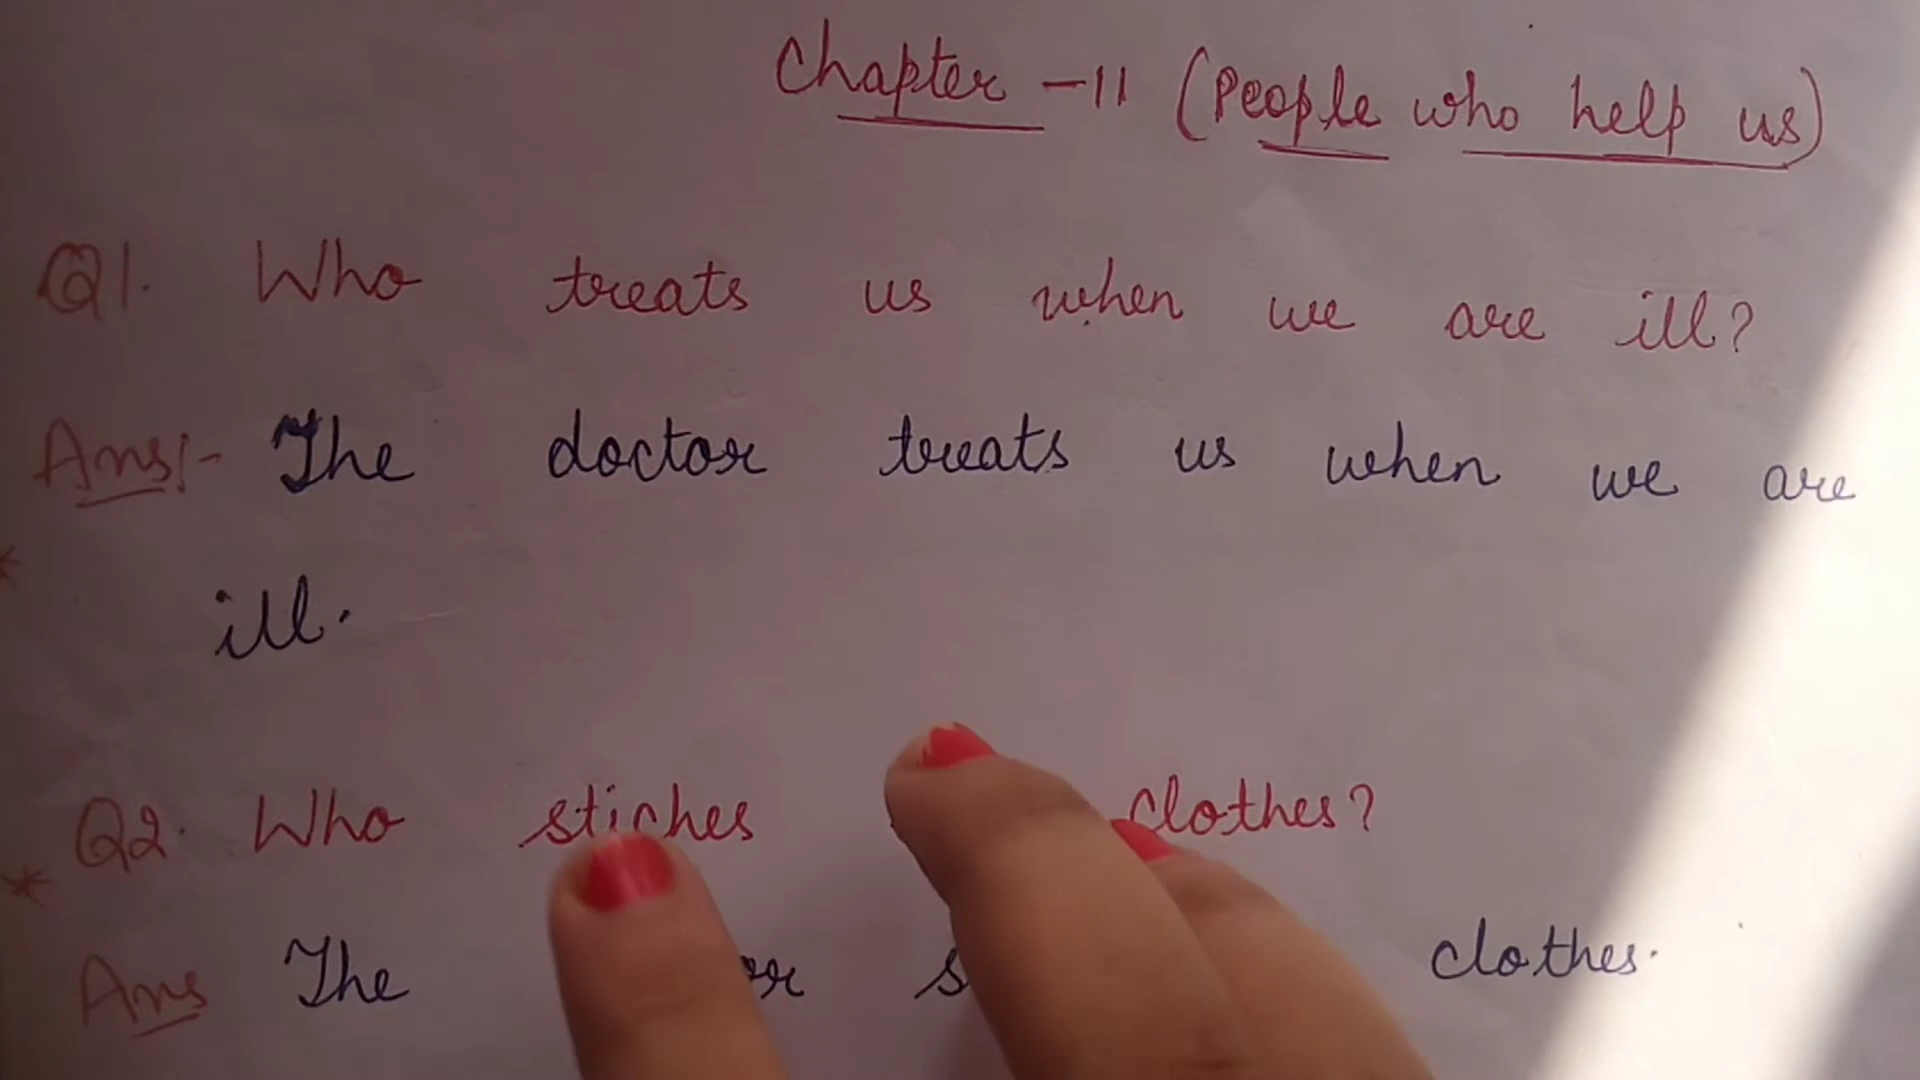 Chapter - 11 (People who help us)
Q1. Who treats us when we are ill?
Ans:- The doctor treats us when we are
ill.
Q2. Who stiches clothes?
Ans The clothes.